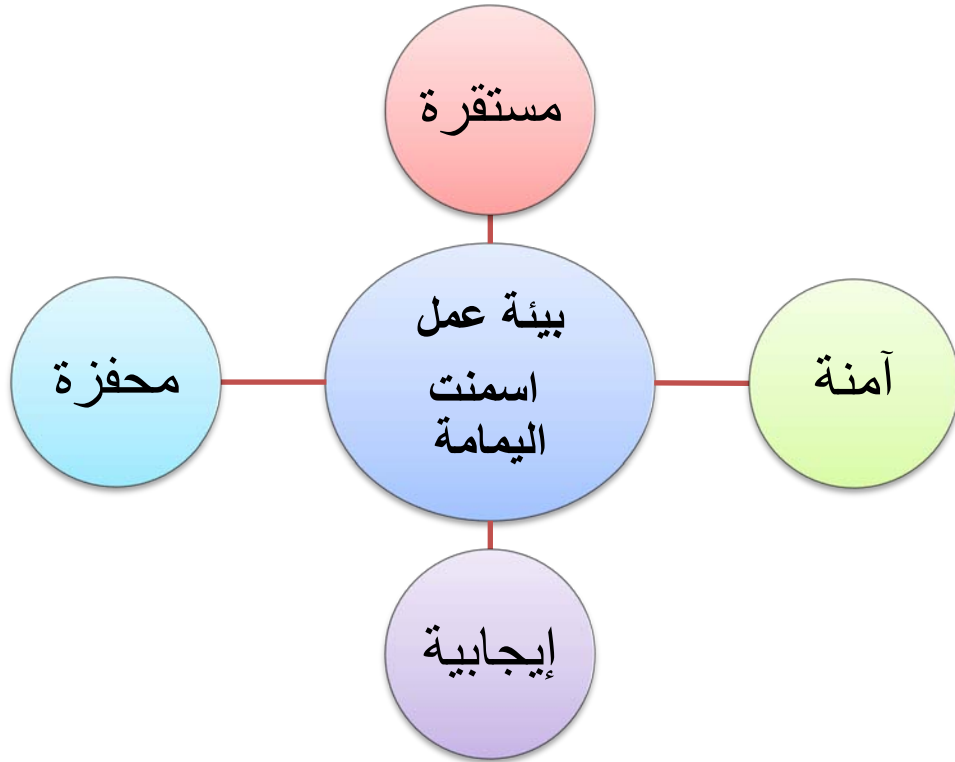 مستقرة
بيئة عمل
اسمنت
اليمامة
آمنة
محفزة
إيجابية